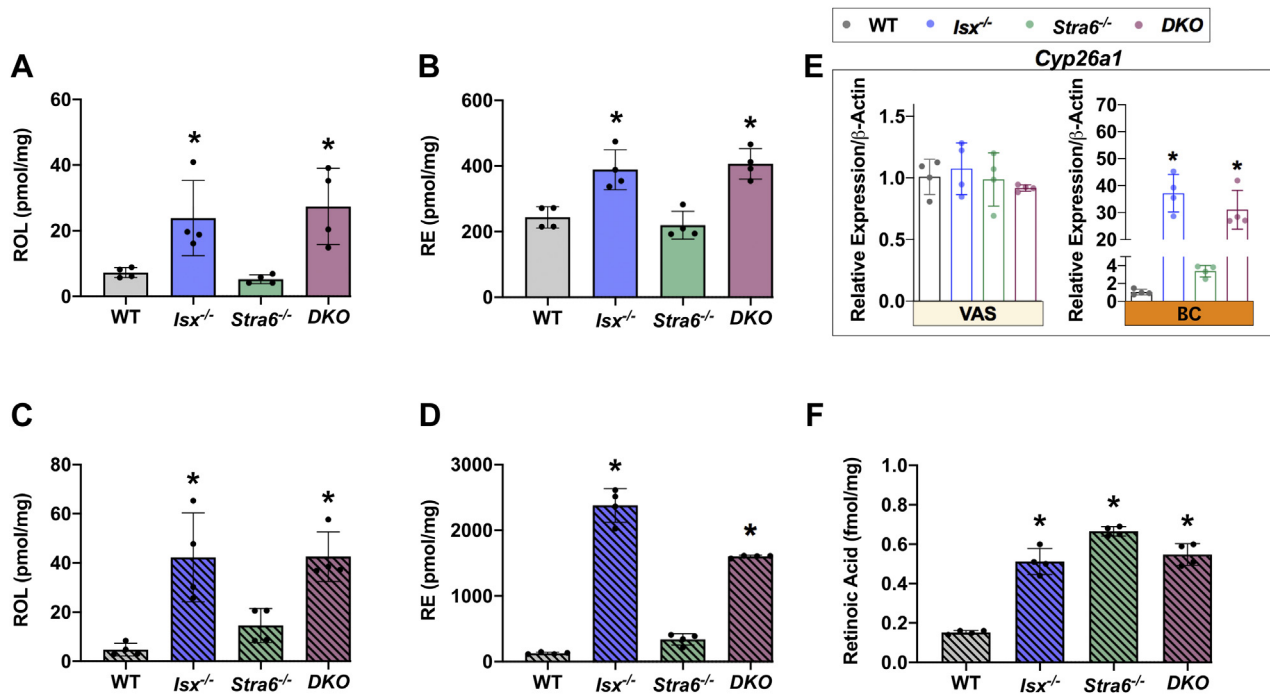 WT Isx-/- Stra6-/- DKO
A
ROL (pmol/mg)
60
40
20
0
*
*
WT Isx-/- Stra6-/- DKO
B
RE (pmol/mg)
600
400
200
0
*
*
WT Isx-/- Stra6-/- DKO
E
Cyp26a1
Relative Expression/β-Actin
1.5
1.0
0.5
0.0
VAS
Relative Expression/β-Actin
70
60
50
40
30
20
4
2
0
*
*
BC
C
ROL (pmol/mg)
80
60
40
20
0
*
*
WT Isx-/- Stra6-/- DKO
D
RE (pmol/mg)
3000
2000
1000
0
*
*
WT Isx-/- Stra6-/- DKO
F
Retinoic Acid (fmol/mg)
1.0
0.8
0.6
0.4
0.2
0.0
*
*
*
WT Isx-/- Stra6-/- DKO